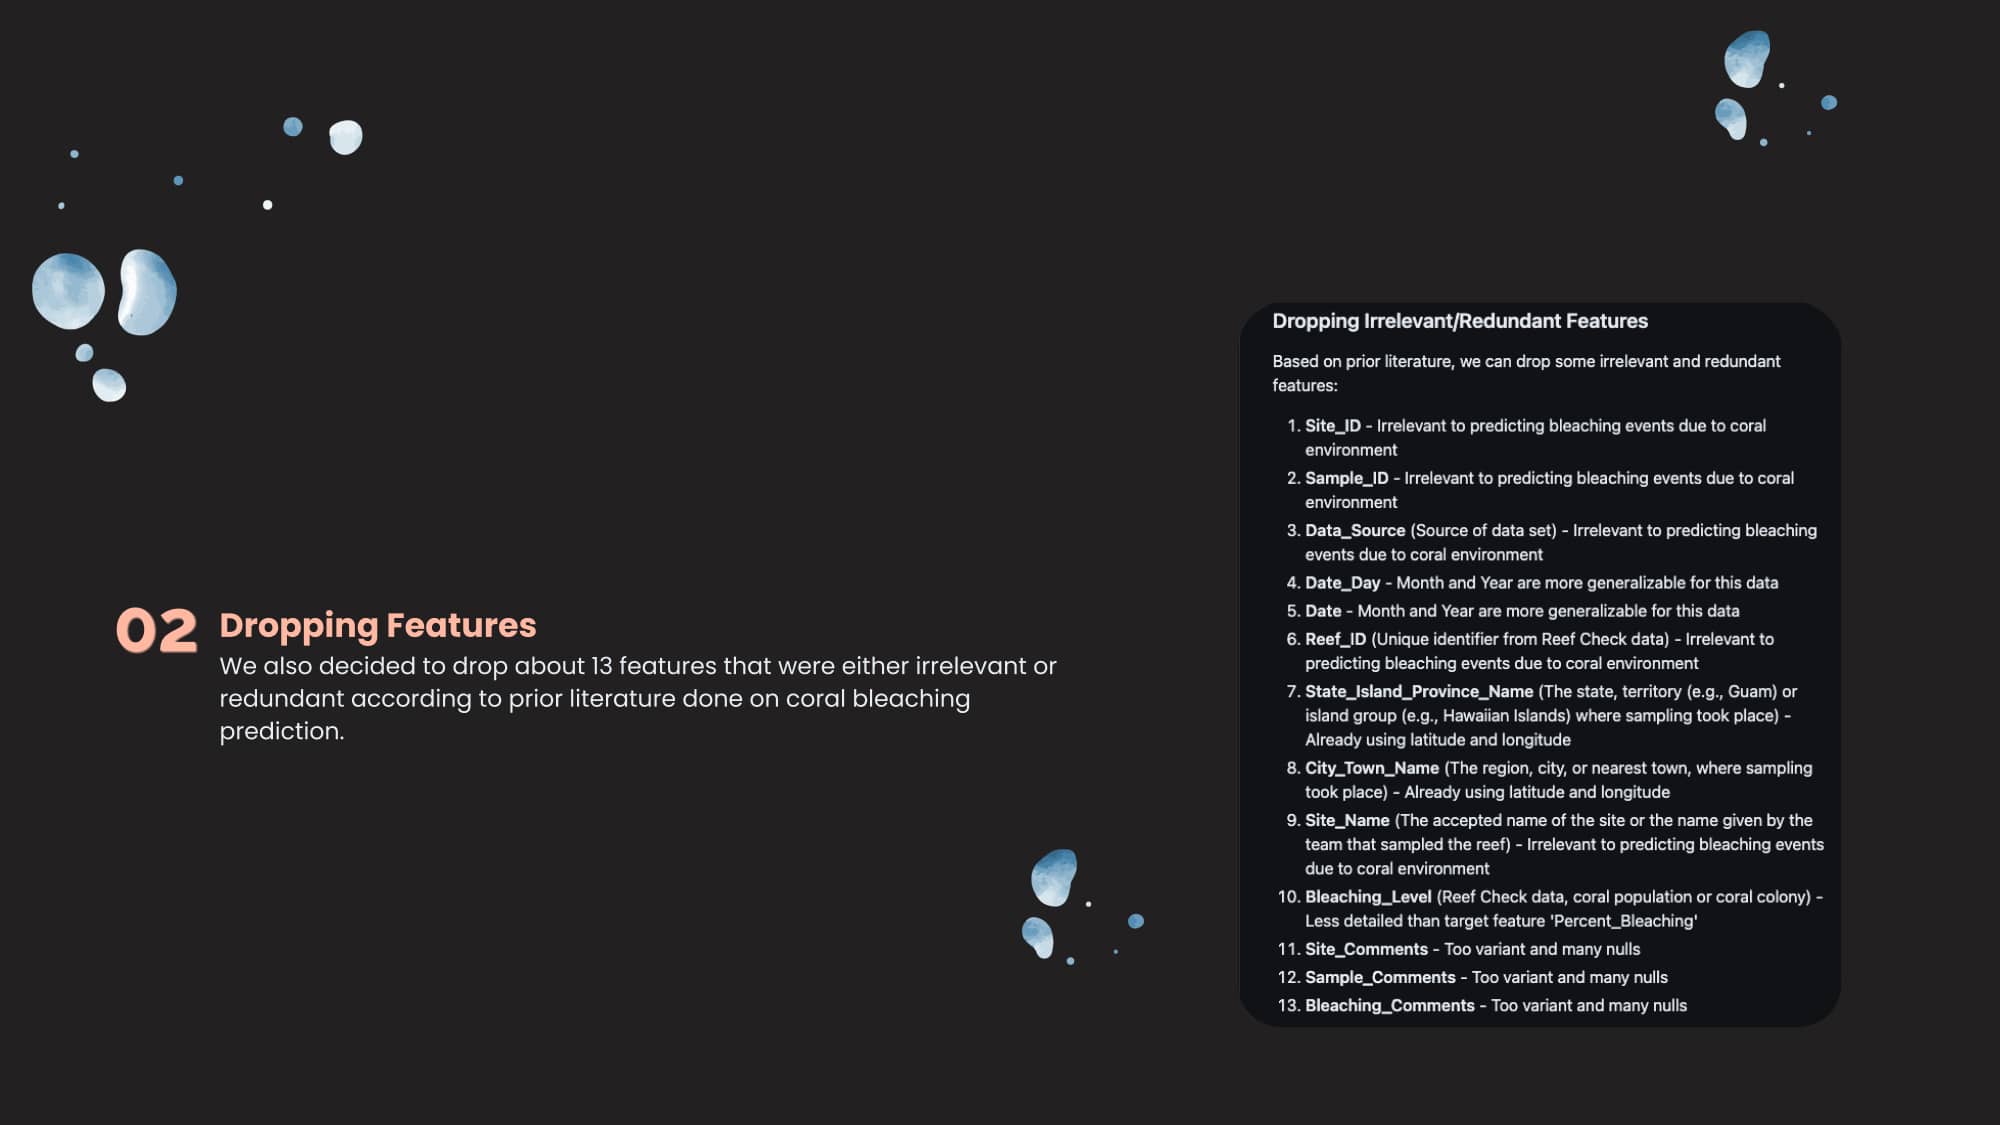 02 Dropping Features
We also decided to drop about 13 features that were either irrelevant or
redundant according to prior literature done on coral bleaching
prediction.
Dropping Irrelevant/Redundant Features
Based on prior literature, we can drop some irrelevant and redundant
features:
1. Site_ID - Irrelevant to predicting bleaching events due to coral
environment
2. Sample_ID - Irrelevant to predicting bleaching events due to coral
environment
3. Data_Source (Source of data set) - Irrelevant to predicting bleaching
events due to coral environment
4. Date_Day - Month and Year are more generalizable for this data
5. Date - Month and Year are more generalizable for this data
6. Reef_ID (Unique identifier from Reef Check data) - Irrelevant to
predicting bleaching events due to coral environment
7. State_Island_Province_Name (The state, territory (e.g., Guam) or
island group (e.g., Hawaiian Islands) where sampling took place) -
Already using latitude and longitude
8. City_Town_Name (The region, city, or nearest town, where sampling
took place) - Already using latitude and longitude
9. Site_Name (The accepted name of the site or the name given by the
team that sampled the reef) - Irrelevant to predicting bleaching events
due to coral environment
10. Bleaching_Level (Reef Check data, coral population or coral colony) -
Less detailed than target feature 'Percent_Bleaching'
11. Site_Comments - Too variant and many nulls
12. Sample_Comments - Too variant and many nulls
13. Bleaching_Comments - Too variant and many nulls